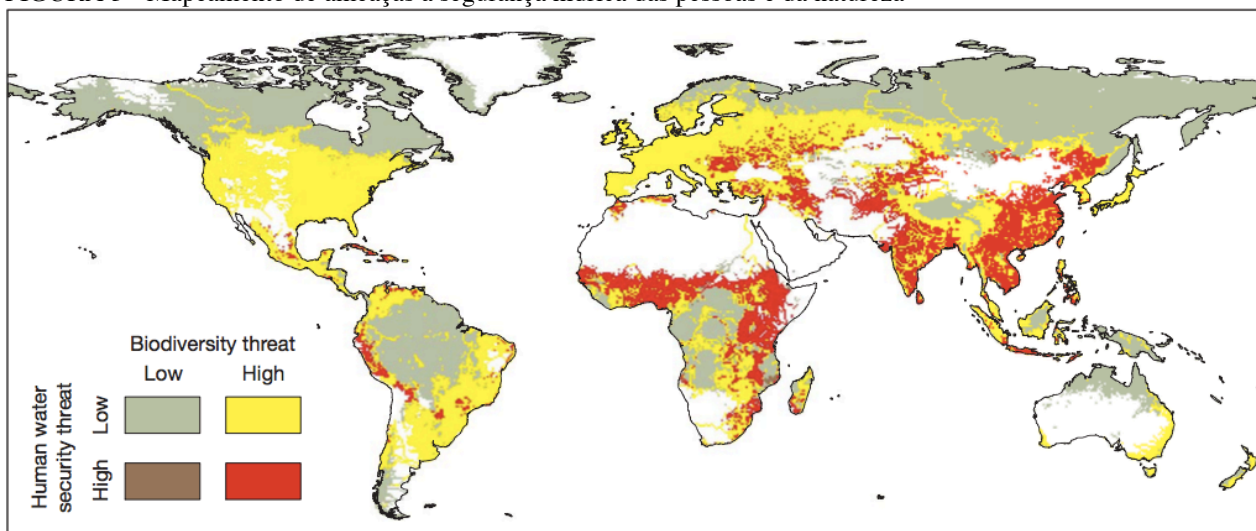 Biodiversity threat
Low High
Human water
security threat
Low
High